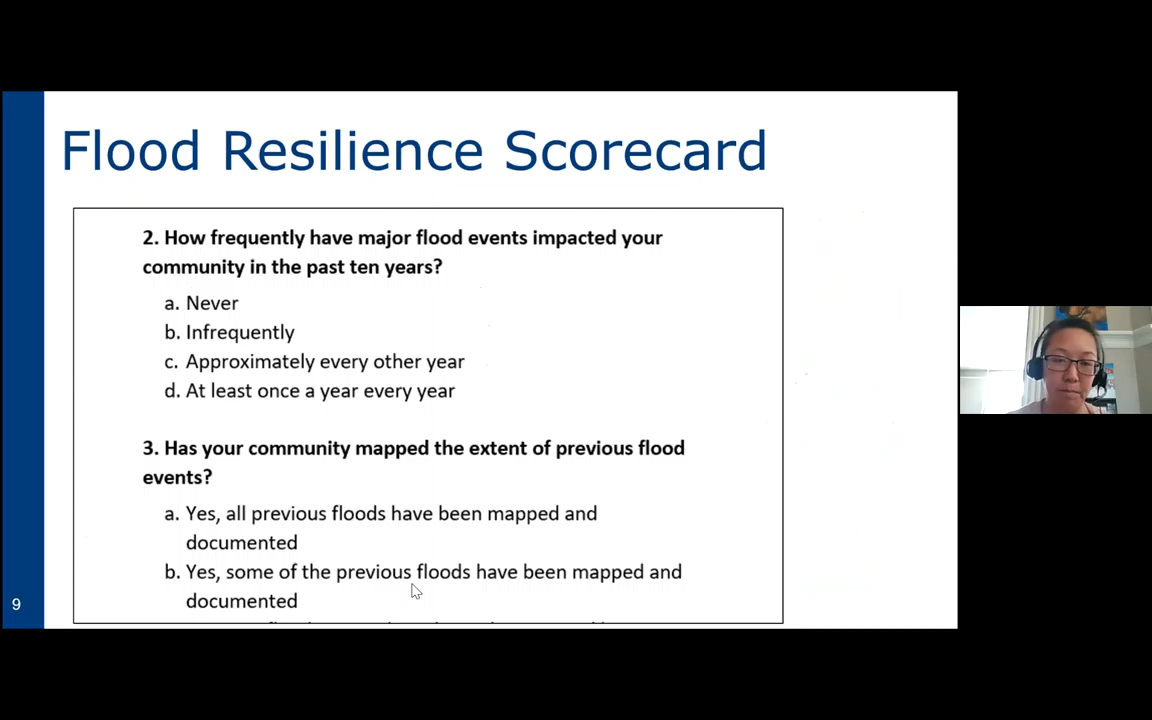 Flood Resilience Scorecard
2. How frequently have major flood events impacted your
community in the past ten years?
a. Never
b. Infrequently
c. Approximately every other year
d. At least once a year every year
3. Has your community mapped the extent of previous flood
events?
a. Yes, all previous floods have been mapped and
documented
b. Yes, some of the previous floods have been mapped and
documented
9